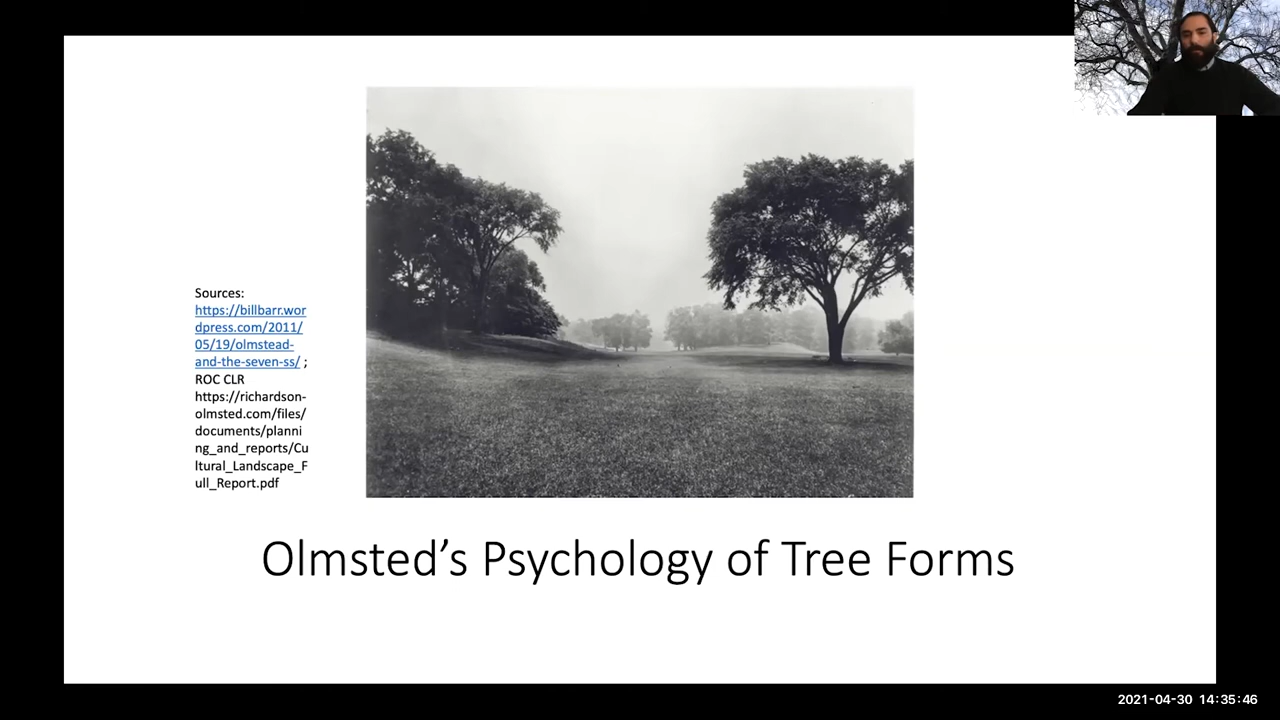 Sources:
https://billbarr.wor
dpress.com/2011/
05/19/olmstead-
and-the-seven-ss/ ;
ROC CLR
https://richardson-
olmsted.com/files/
documents/planni
ng_and_reports/Cu
ltural_Landscape_F
ull_Report.pdf
Olmsted’s Psychology of Tree Forms
2021-04-30 14:35:46